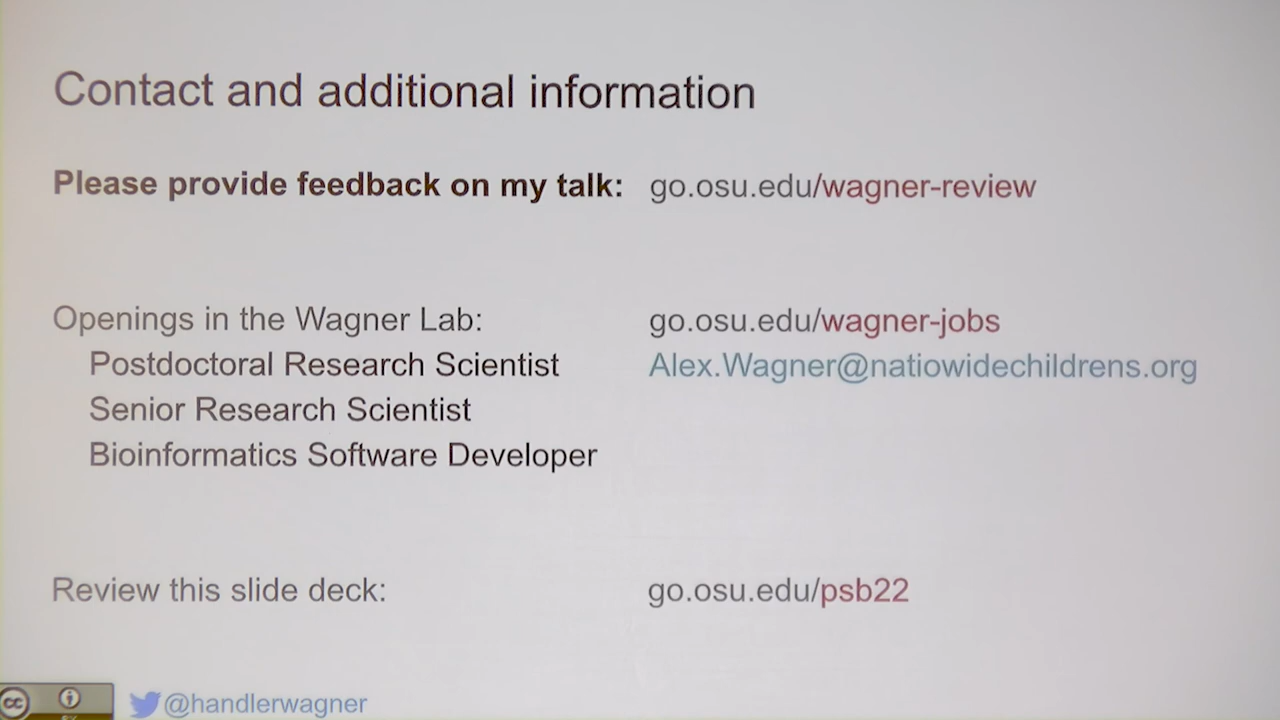 Contact and additional information
Please provide feedback on my talk: go.osu.edu/wagner-review
Openings in the Wagner Lab: go.osu.edu/wagner-jobs
Postdoctoral Research Scientist Alex.Wagner@natiowidechildrens.org
Senior Research Scientist
Bioinformatics Software Developer
Review this slide deck: go.osu.edu/psb22
cc
@handlerwagner